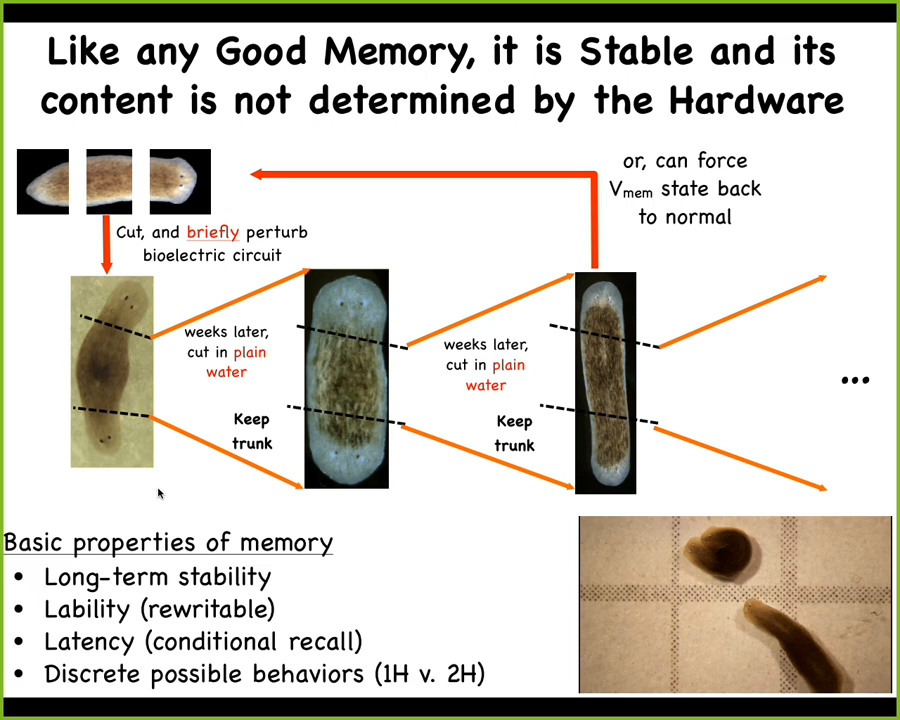 Like any Good Memory, it is Stable and its
content is not determined by the Hardware
or, can force
Vmem state back
to normal
Cut, and briefly perturb
bioelectric circuit
weeks later,
cut in plain
water
Keep
trunk
weeks later,
cut in plain
water
Keep
trunk
...
Basic properties of memory
• Long-term stability
• Lability (rewritable)
• Latency (conditional recall)
• Discrete possible behaviors (1H v. 2H)